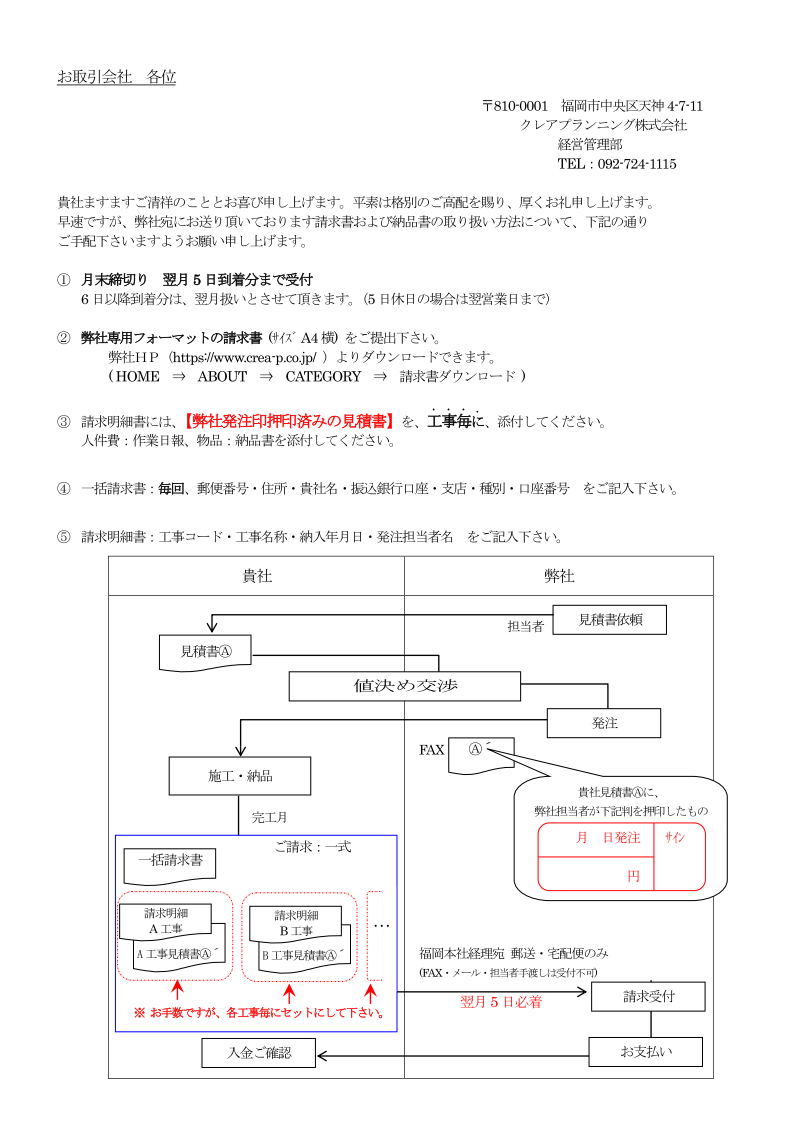 お取引会社　各位
〒810-0001　福岡市中央区天神 4-7-11
クレアプランニング株式会社
経営管理部
TEL：092-724-1115
貴社ますますご清祥のこととお喜び申し上げます。平素は格別のご高配を賜り、厚くお礼申し上げます。
早速ですが、弊社宛にお送り頂いております請求書および納品書の取り扱い方法について、下記の通り
ご手配下さいますようお願い申し上げます。
① 月末締切り　翌月 5 日到着分まで受付
6 日以降到着分は、翌月扱いとさせて頂きます。（5 日休日の場合は翌営業日まで）
② 弊社専用フォーマットの請求書（ｻｲｽﾞ A4 横）をご提出下さい。
弊社ＨＰ（https://www.crea-p.co.jp/ ）よりダウンロードできます。
( HOME　⇒　ABOUT　⇒　CATEGORY　⇒　請求書ダウンロード )
③ 請求明細書には、【弊社発注印押印済みの見積書】を、工事毎に、添付してください。
人件費：作業日報、物品：納品書を添付してください。
④ 一括請求書：毎回、郵便番号・住所・貴社名・振込銀行口座・支店・種別・口座番号　をご記入下さい。
⑤ 請求明細書：工事コード・工事名称・納入年月日・発注担当者名　をご記入下さい。
貴社
弊社
見積書依頼
担当者
見積書Ⓐ
値決め交渉
発注
FAX
Ⓐ´
施工・納品
貴社見積書Ⓐに、
弊社担当者が下記判を押印したもの
月　日発注
ｻｲﾝ
円
完工月
ご請求：一式
一括請求書
請求明細
A 工事
A 工事見積書Ⓐ´
請求明細
B 工事
B 工事見積書Ⓐ´
…
※ お手数ですが、各工事毎にセットにして下さい。
福岡本社経理宛 郵送・宅配便のみ
(FAX・メール・担当者手渡しは受付不可)
翌月 5 日必着
請求受付
入金ご確認
お支払い